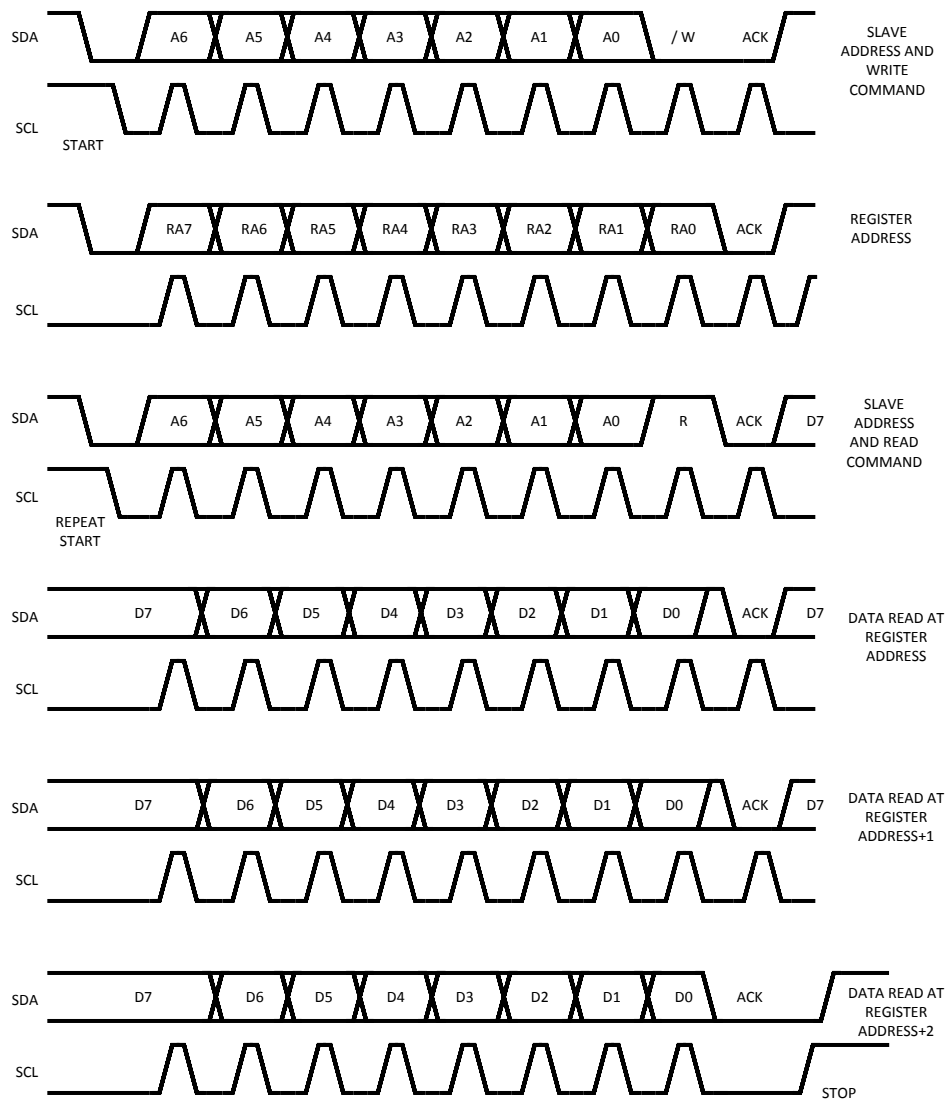 SDA A6 A5 A4 A3 A2 A1 A0 / W ACK
SLAVE
ADDRESS AND
WRITE
COMMAND
SCL
START
SDA RA7 RA6 RA5 RA4 RA3 RA2 RA1 RA0 ACK
REGISTER
ADDRESS
SCL
SDA A6 A5 A4 A3 A2 A1 A0 R ACK D7
SLAVE
ADDRESS
AND READ
COMMAND
SCL
REPEAT
START
SDA D7 D6 D5 D4 D3 D2 D1 D0 ACK D7
DATA READ AT
REGISTER
ADDRESS
SCL
SDA D7 D6 D5 D4 D3 D2 D1 D0 ACK D7
DATA READ AT
REGISTER
ADDRESS+1
SCL
SDA D7 D6 D5 D4 D3 D2 D1 D0 ACK
DATA READ AT
REGISTER
ADDRESS+2
SCL
STOP